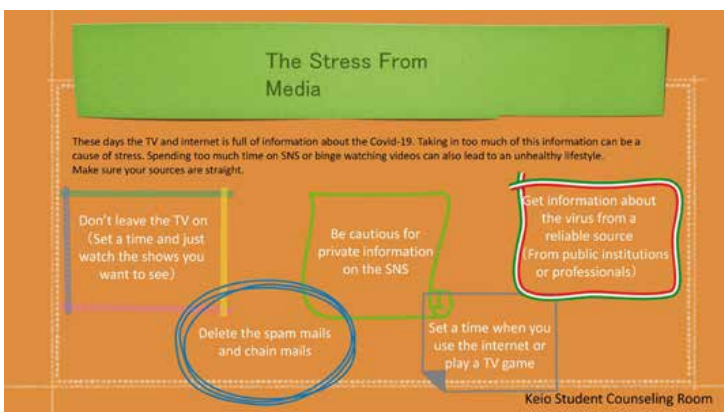 The Stress From
Media
These days the TV and internet is full of information about the Covid-19. Taking in too much of this information can be a
cause of stress. Spending too much time on SNS or binge watching videos can also lead to an unhealthy lifestyle.
Make sure your sources are straight.
Don't leave the TV on
（Set a time and just
watch the shows you
want to see）
Be cautious for
private information
on the SNS
Get information about
the virus from a
reliable source
（From public institutions
or professionals）
Delete the spam mails
and chain mails
Set a time when you
use the internet or
play a TV game
Keio Student Counseling Room